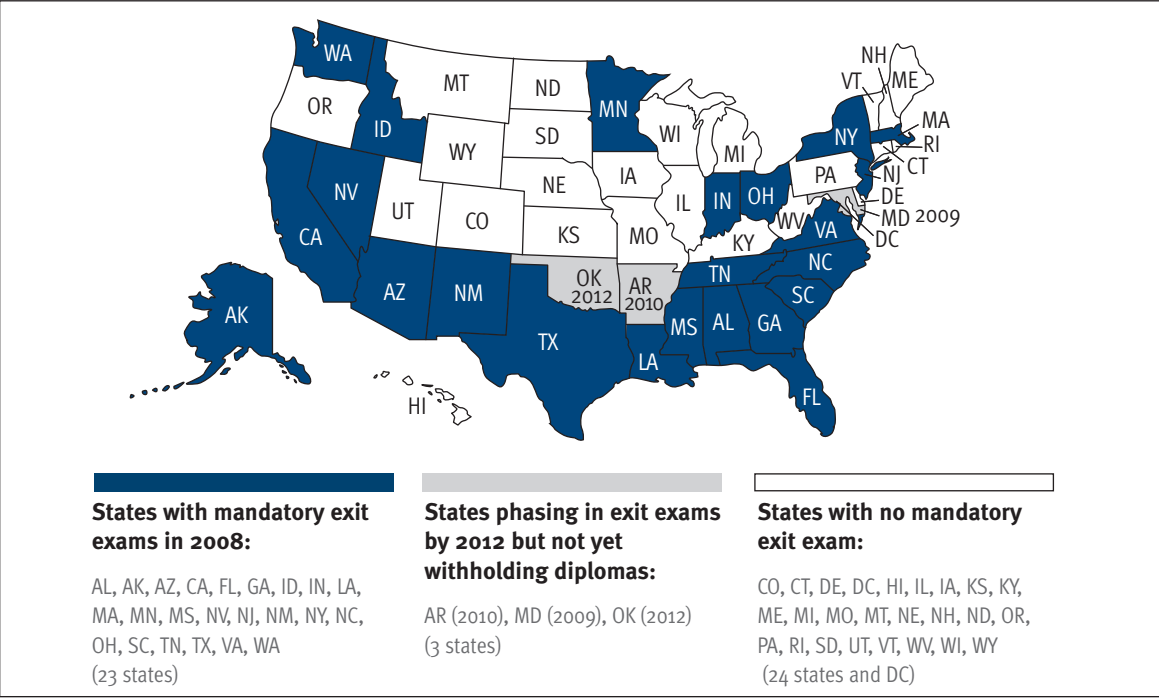 WA
MT
ND
MN
OR
ID
SD
WI
MI
WY
NV
UT
CO
NE
IA
IL
IN
OH
PA
NY
VT
NH
ME
MA
RI
CT
NJ
DE
MD 2009
DC
WV
VA
KY
KS
MO
CA
AZ
NM
OK
2012
AR
2010
TN
NC
SC
MS
AL
GA
TX
LA
FL
AK
HI
States with mandatory exit
exams in 2008:
AL, AK, AZ, CA, FL, GA, ID, IN, LA,
MA, MN, MS, NV, NJ, NM, NY, NC,
OH, SC, TN, TX, VA, WA
(23 states)
States phasing in exit exams
by 2012 but not yet
withholding diplomas:
AR (2010), MD (2009), OK (2012)
(3 states)
States with no mandatory
exit exam:
CO, CT, DE, DC, HI, IL, IA, KS, KY,
ME, MI, MO, MT, NE, NH, ND, OR,
PA, RI, SD, UT, VT, WV, WI, WY
(24 states and DC)